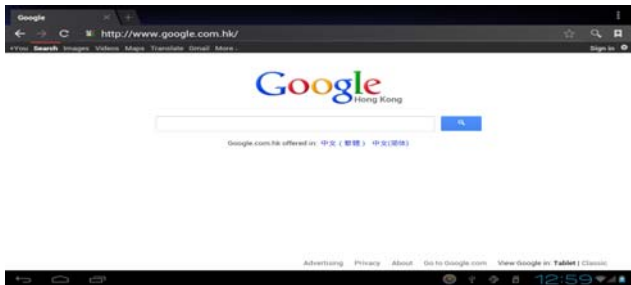 Google
http://www.google.com.hk/
+You Search Images Videos Maps Translate Gmail More
Sign in
Google
Hong Kong
Google.com.hk offered in: 中文(繁體) 中文(简体)
Advertising Privacy About Go to Google.com View Google in: Tablet | Classic
12:59